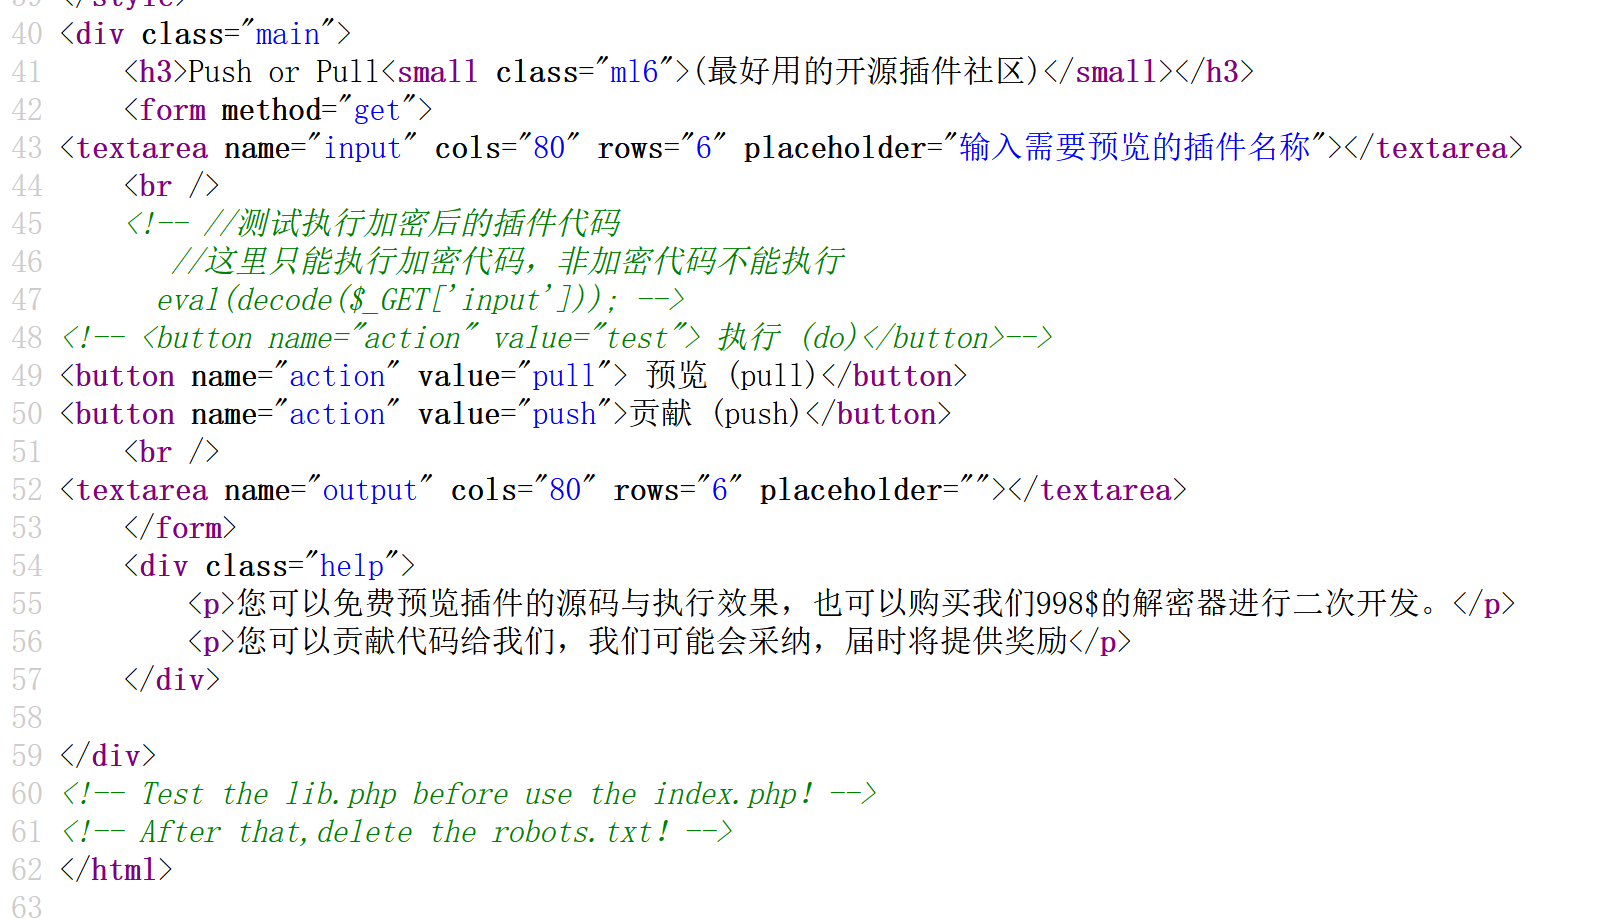 39 </style>
40 <div class="main">
41 <h3>Push or Pull<small class="ml6">(最好用的开源插件社区)</small></h3>
42 <form method="get">
43 <textarea name="input" cols="80" rows="6" placeholder="输入需要预览的插件名称"></textarea>
44 <br />
45 <!-- //测试执行加密后的插件代码
46 //这里只能执行加密代码，非加密代码不能执行
47 eval(decode($_GET['input'])); -->
48 <!-- <button name="action" value="test"> 执行 (do)</button>-->
49 <button name="action" value="pull"> 预览 (pull)</button>
50 <button name="action" value="push">贡献 (push)</button>
51 <br />
52 <textarea name="output" cols="80" rows="6" placeholder=""></textarea>
53 </form>
54 <div class="help">
55 <p>您可以免费预览插件的源码与执行效果，也可以购买我们998$的解密器进行二次开发。</p>
56 <p>您可以贡献代码给我们，我们可能会采纳，届时将提供奖励</p>
57 </div>
58
59 </div>
60 <!-- Test the lib.php before use the index.php! -->
61 <!-- After that,delete the robots.txt! -->
62 </html>
63